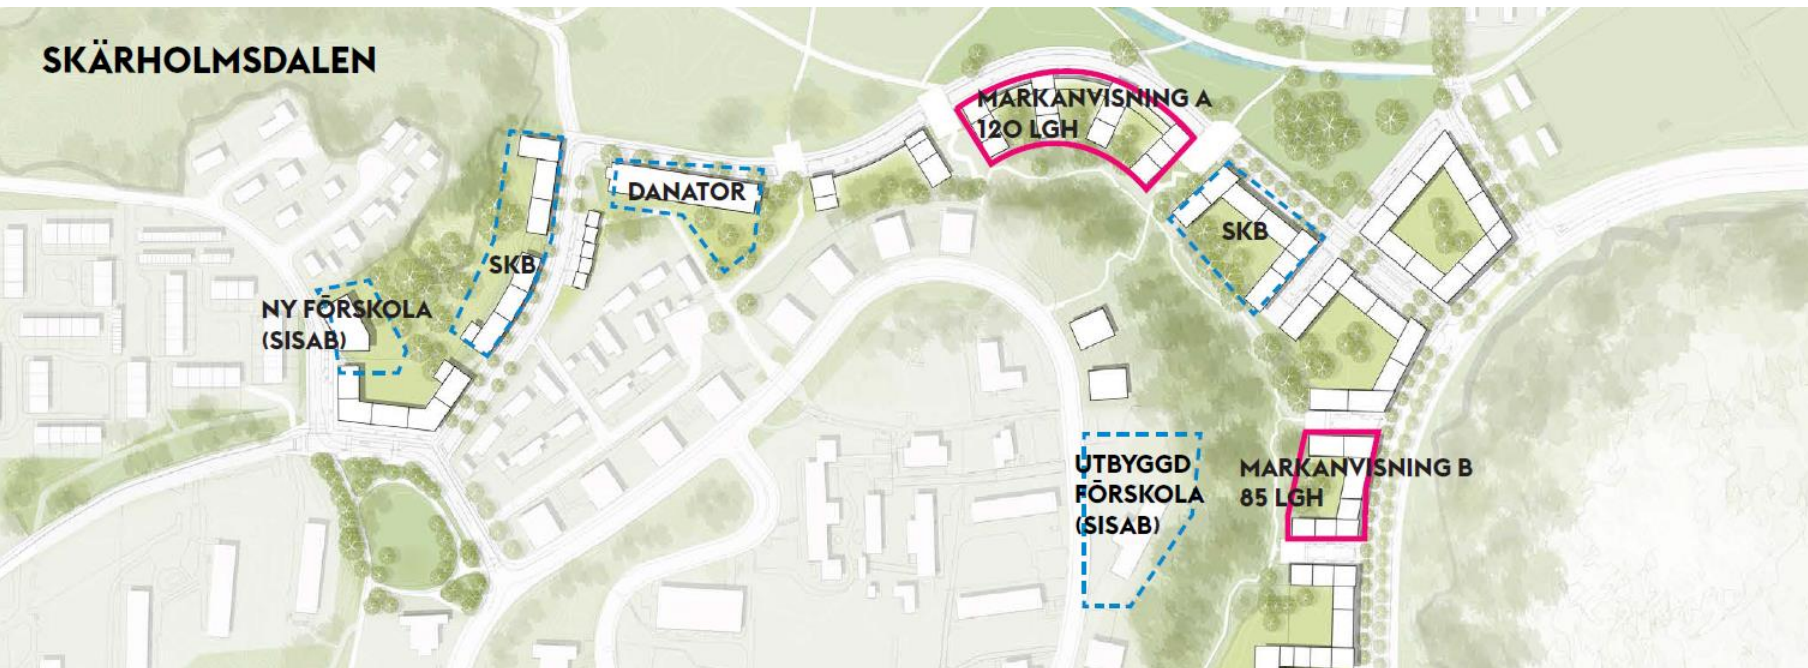 SKÄRHOLMSDALEN
MARKANVISNING A
120 LGH
DANATOR
SKB
SKB
NY FÖRSKOLA
(SISAB)
UTBYGGD
FÖRSKOLA
(SISAB)
MARKANVISNING B
85 LGH